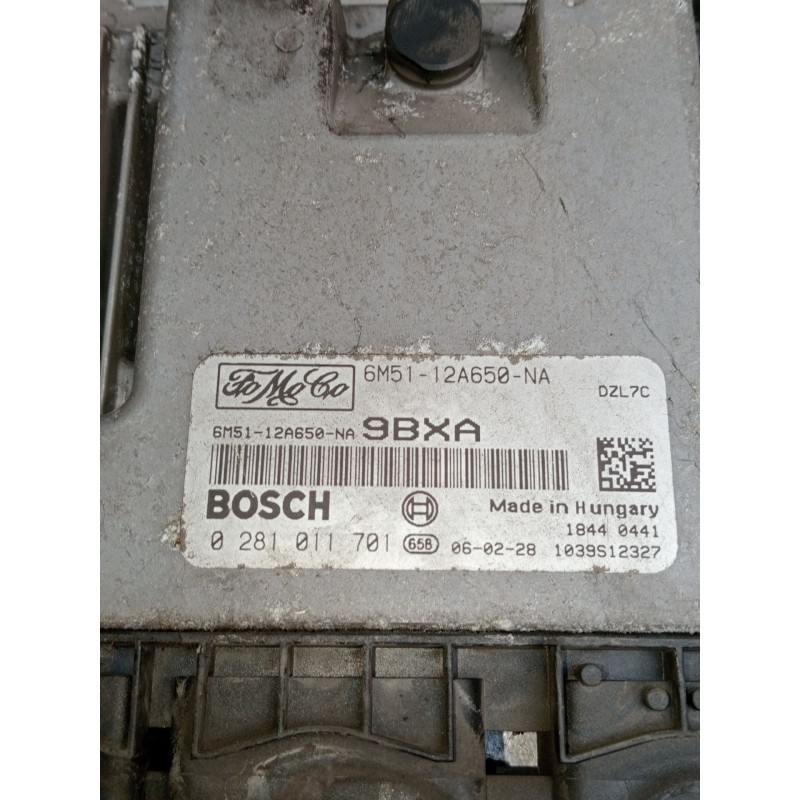 FoMoCo 6M51-12A650-NA
DZL7C
6M51-12A650-NA 9BXA
BOSCH Made in Hungary
1844 0441
0 281 011 701 658 06-02-28 1039S12327